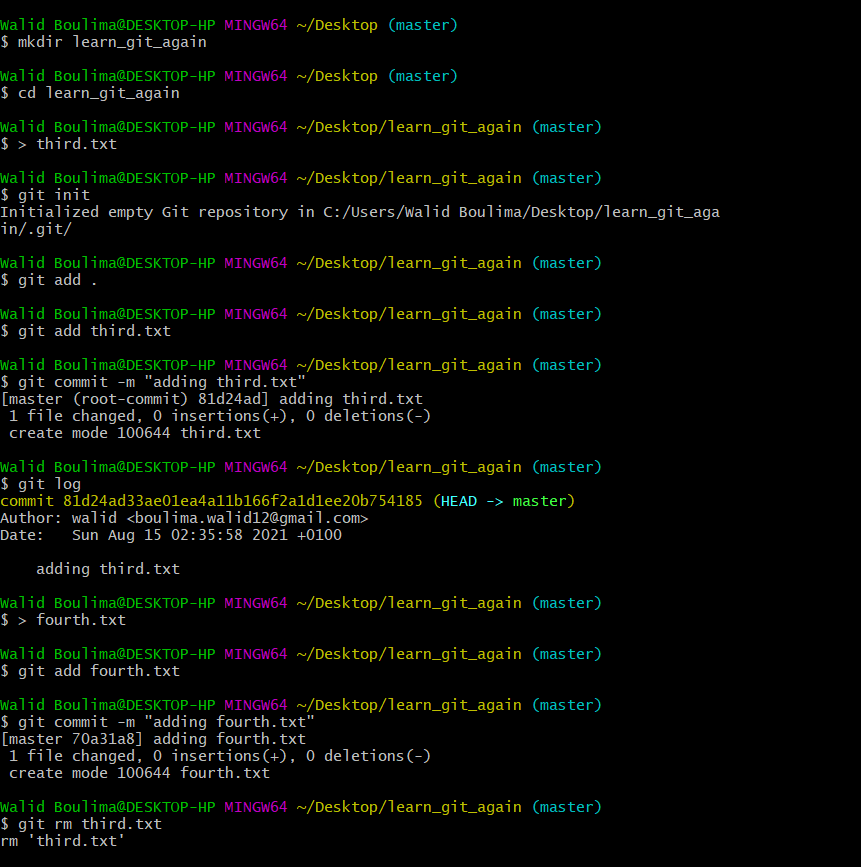 Walid Boulima@DESKTOP-HP MINGW64 ~/Desktop (master)
$ mkdir learn_git_again
Walid Boulima@DESKTOP-HP MINGW64 ~/Desktop (master)
$ cd learn_git_again
Walid Boulima@DESKTOP-HP MINGW64 ~/Desktop/learn_git_again (master)
$ > third.txt
Walid Boulima@DESKTOP-HP MINGW64 ~/Desktop/learn_git_again (master)
$ git init
Initialized empty Git repository in C:/Users/Walid Boulima/Desktop/learn_git_aga
in/.git/
Walid Boulima@DESKTOP-HP MINGW64 ~/Desktop/learn_git_again (master)
$ git add .
Walid Boulima@DESKTOP-HP MINGW64 ~/Desktop/learn_git_again (master)
$ git add third.txt
Walid Boulima@DESKTOP-HP MINGW64 ~/Desktop/learn_git_again (master)
$ git commit -m "adding third.txt"
[master (root-commit) 81d24ad] adding third.txt
 1 file changed, 0 insertions(+), 0 deletions(-)
 create mode 100644 third.txt
Walid Boulima@DESKTOP-HP MINGW64 ~/Desktop/learn_git_again (master)
$ git log
commit 81d24ad33ae01ea4a11b166f2a1d1ee20b754185 (HEAD -> master)
Author: walid <boulima.walid12@gmail.com>
Date:   Sun Aug 15 02:35:58 2021 +0100
    adding third.txt
Walid Boulima@DESKTOP-HP MINGW64 ~/Desktop/learn_git_again (master)
$ > fourth.txt
Walid Boulima@DESKTOP-HP MINGW64 ~/Desktop/learn_git_again (master)
$ git add fourth.txt
Walid Boulima@DESKTOP-HP MINGW64 ~/Desktop/learn_git_again (master)
$ git commit -m "adding fourth.txt"
[master 70a31a8] adding fourth.txt
 1 file changed, 0 insertions(+), 0 deletions(-)
 create mode 100644 fourth.txt
Walid Boulima@DESKTOP-HP MINGW64 ~/Desktop/learn_git_again (master)
$ git rm third.txt
rm 'third.txt'